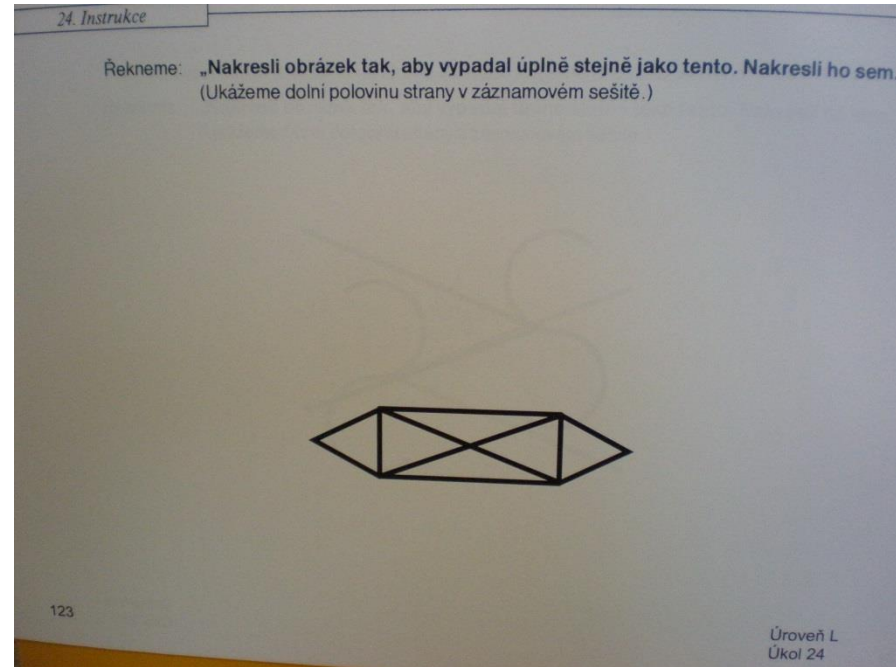 24. Instrukce
Řekneme: „Nakresli obrázek tak, aby vypadal úplně stejně jako tento. Nakresli ho sem.
(Ukážeme dolní polovinu strany v záznamovém sešitě.)
123
Úroveň L
Úkol 24